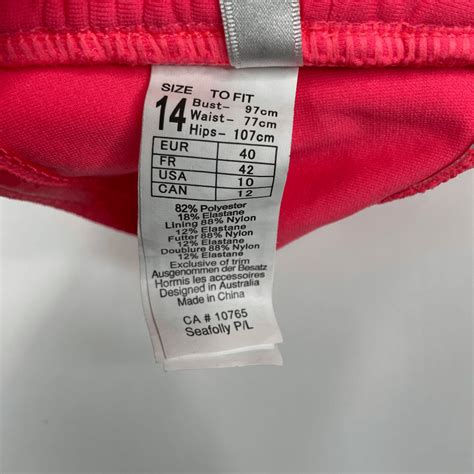 SIZE TO FIT
14 Bust- 97cm
Waist- 77cm
Hips- 107cm
EUR 40
FR 42
USA 10
CAN 12
82% Polyester
18% Elastane
Lining 88% Nylon
12% Elastane
Futter 88% Nylon
12% Elastane
Doublure 88% Nylon
12% Elastane
Exclusive of trim
Ausgenommen der Besatz
Hormis les accessoires
Designed in Australia
Made in China
CA # 10765
Seafolly P/L